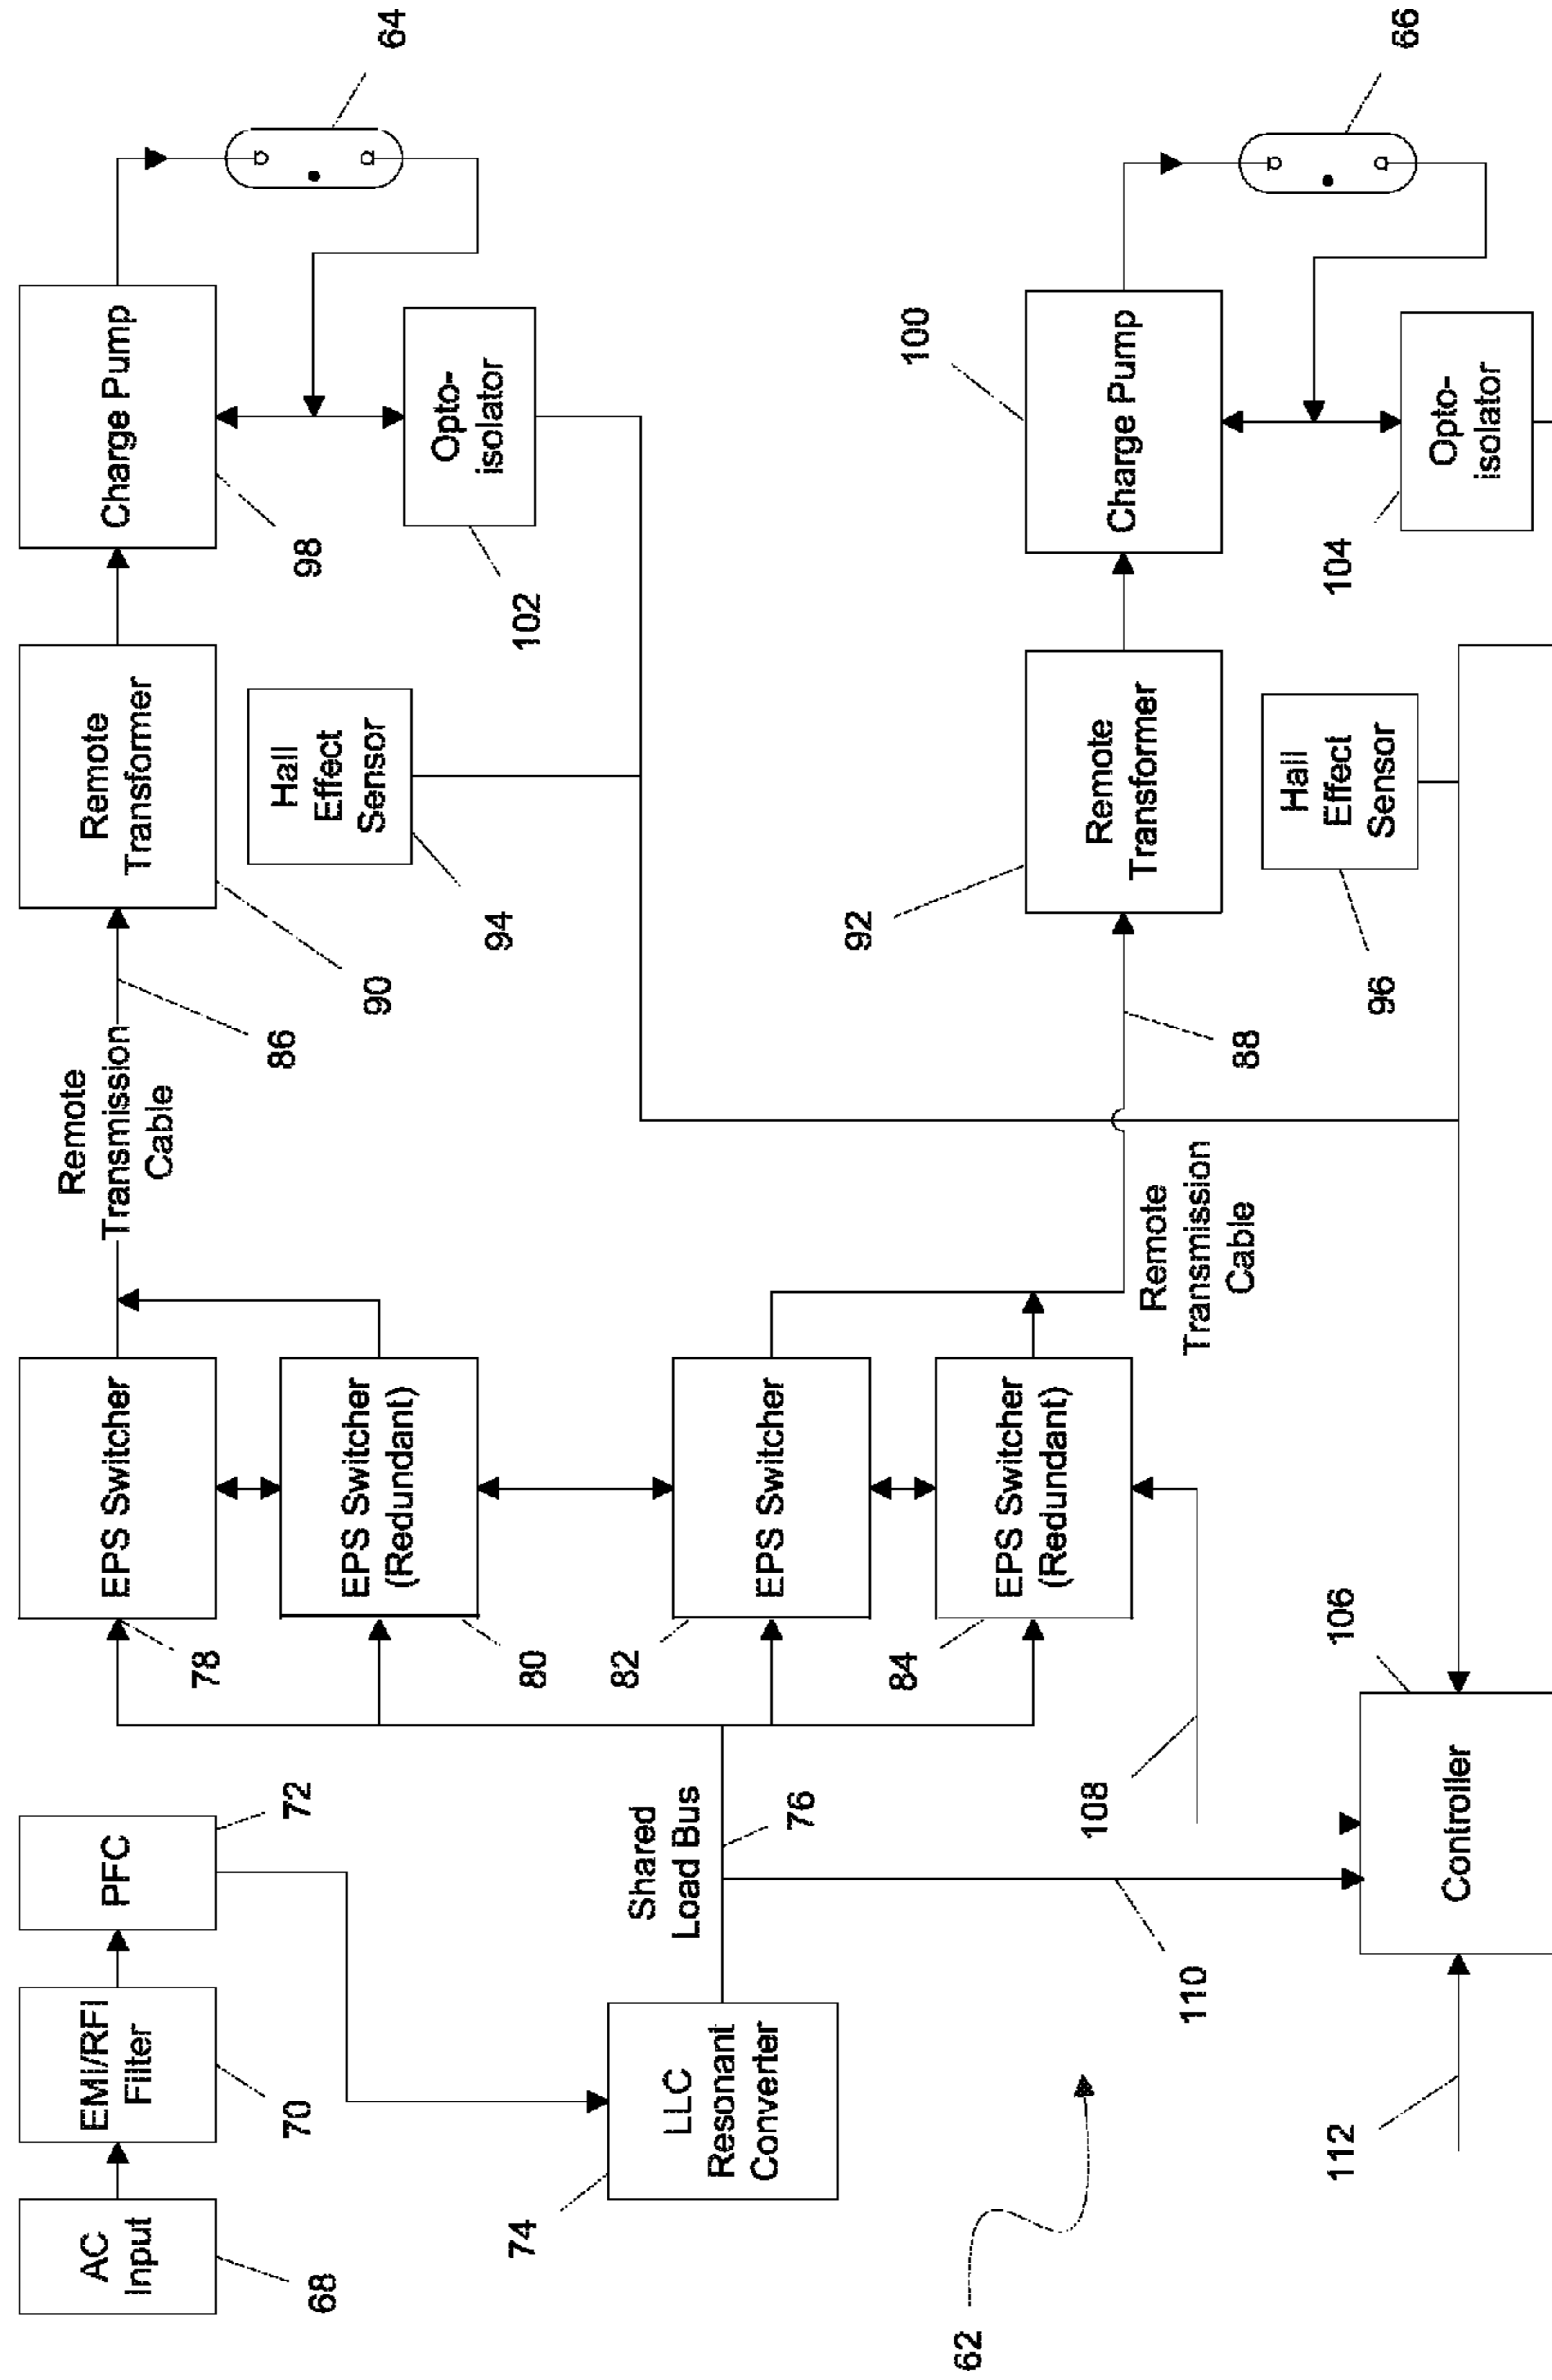 AC
Input
68
EMI/RFI
Filter
70
PFC
72
LLC
Resonant
Converter
74
Shared
Load Bus
76
EPS Switcher
78
EPS Switcher
(Redundant)
80
EPS Switcher
82
EPS Switcher
(Redundant)
84
Remote
Transmission
Cable
86
Remote
Transmission
Cable
88
Remote
Transformer
90
Remote
Transformer
92
Hall
Effect
Sensor
94
Hall
Effect
Sensor
96
Charge Pump
98
Charge Pump
100
Opto-
isolator
102
Opto-
isolator
104
64
66
Controller
106
108
110
112
62